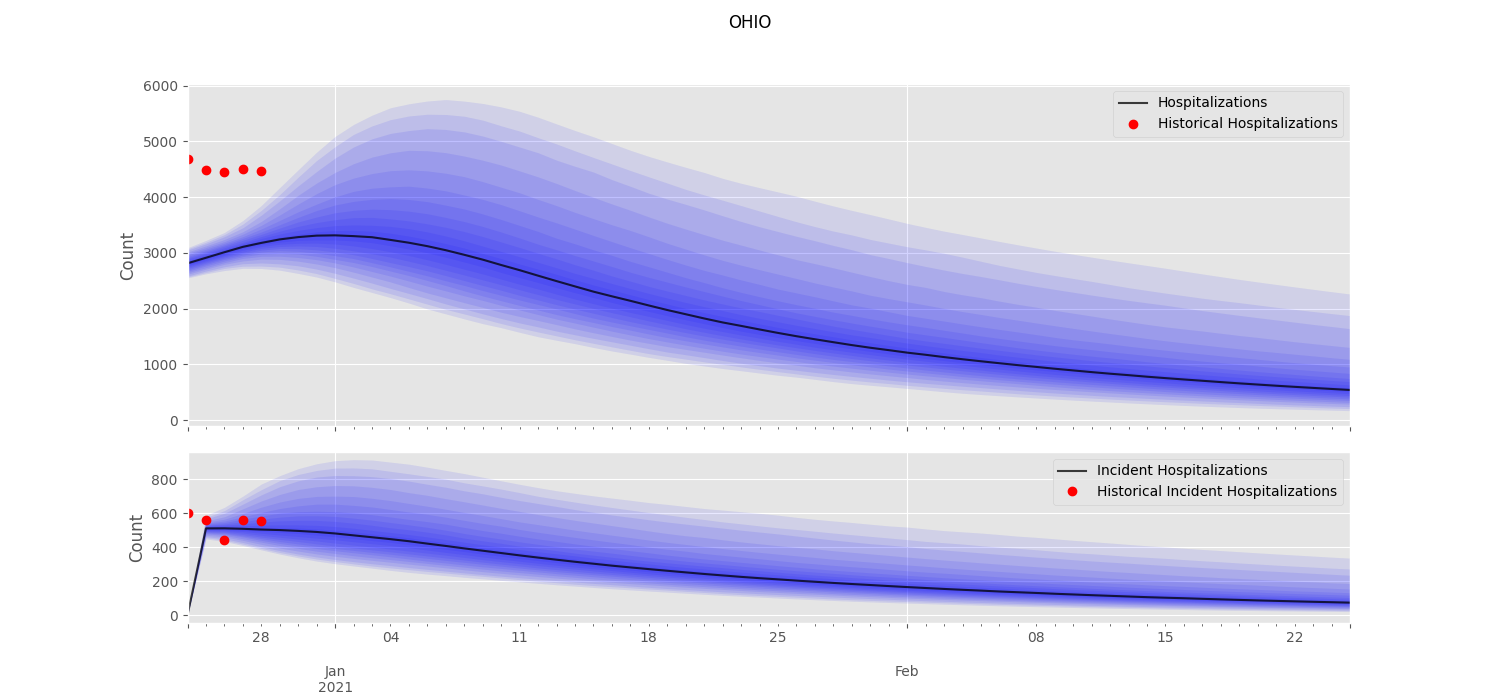 OHIO
6000
5000
4000
3000
2000
1000
0
Count
Hospitalizations
Historical Hospitalizations
800
600
400
200
0
Count
Incident Hospitalizations
Historical Incident Hospitalizations
28 04 11 18 25 08 15 22
Jan Feb
2021